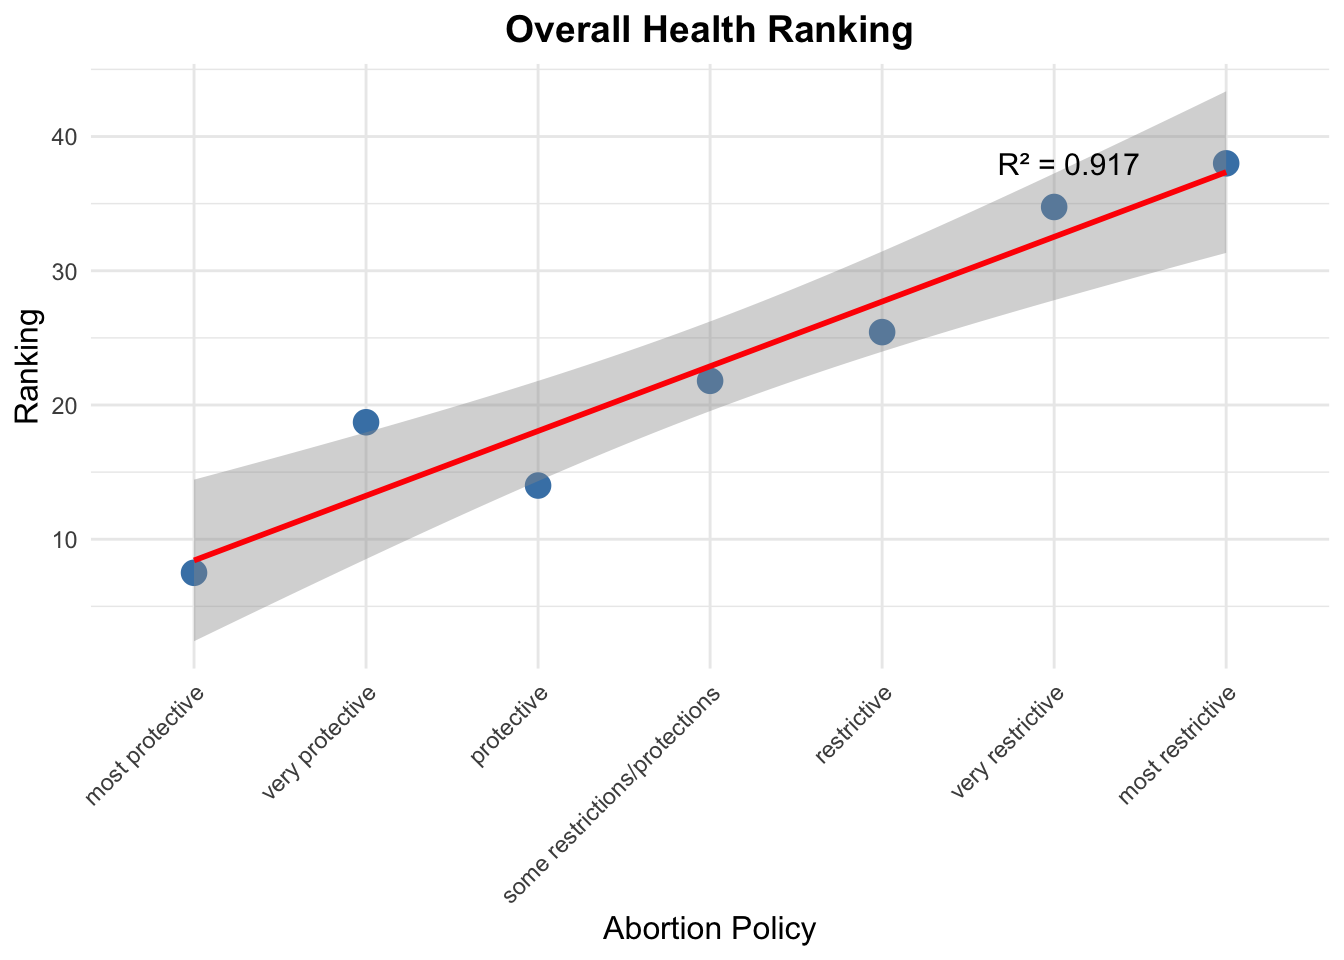 Overall Health Ranking
40
30
20
10
Ranking
R² = 0.917
most protective
very protective
protective
some restrictions/protections
restrictive
very restrictive
most restrictive
Abortion Policy